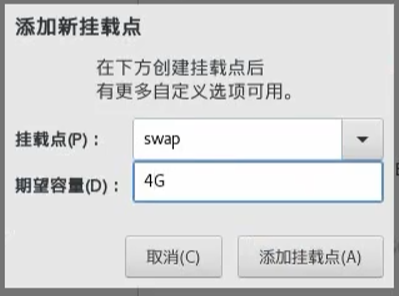 添加新挂载点
在下方创建挂载点后
有更多自定义选项可用。
挂载点(P)： swap
期望容量(D)： 4G
取消(C) 添加挂载点(A)